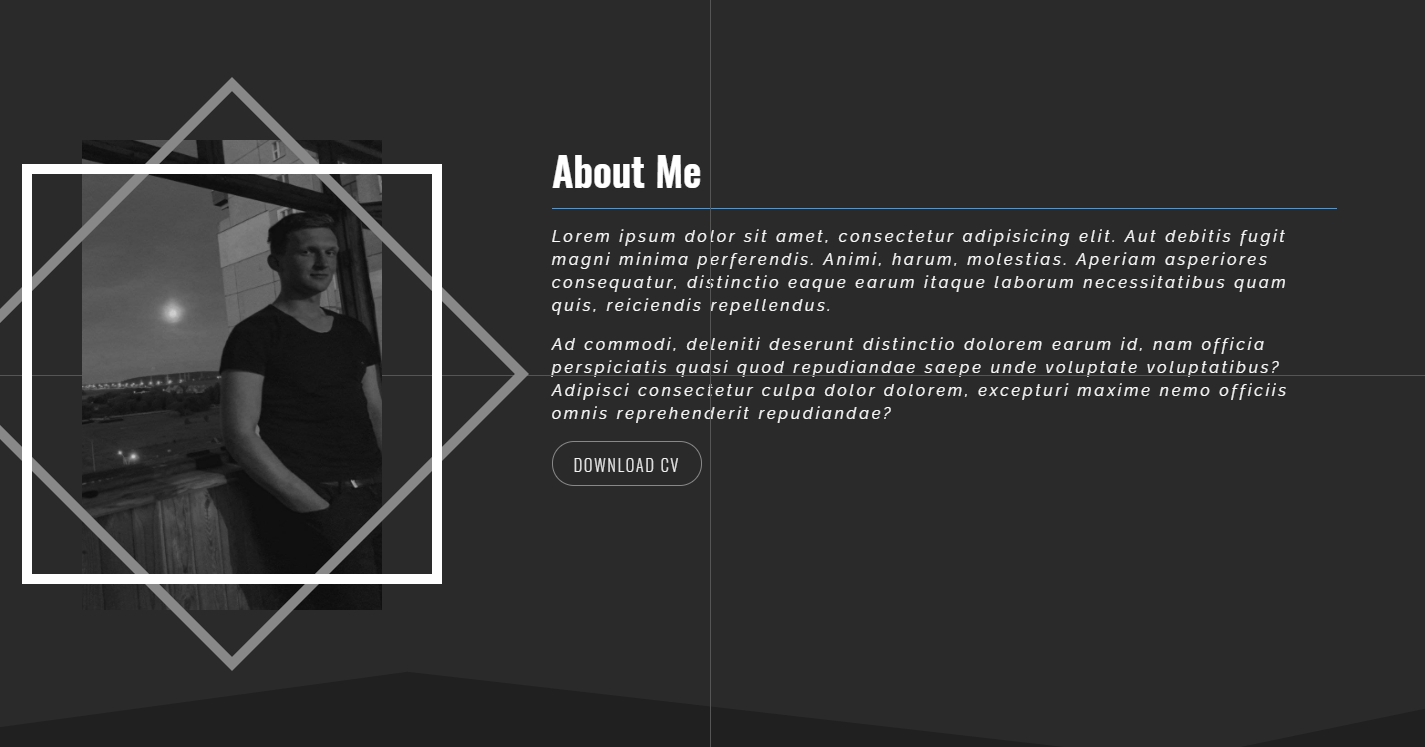 About Me
Lorem ipsum dolor sit amet, consectetur adipisicing elit. Aut debitis fugit
magni minima perferendis. Animi, harum, molestias. Aperiam asperiores
consequatur, distinctio eaque earum itaque laborum necessitatibus quam
quis, reiciendis repellendus.
Ad commodi, deleniti deserunt distinctio dolorem earum id, nam officia
perspiciatis quasi quod repudiandae saepe unde voluptate voluptatibus?
Adipisci consectetur culpa dolor dolorem, excepturi maxime nemo officiis
omnis reprehenderit repudiandae?
DOWNLOAD CV